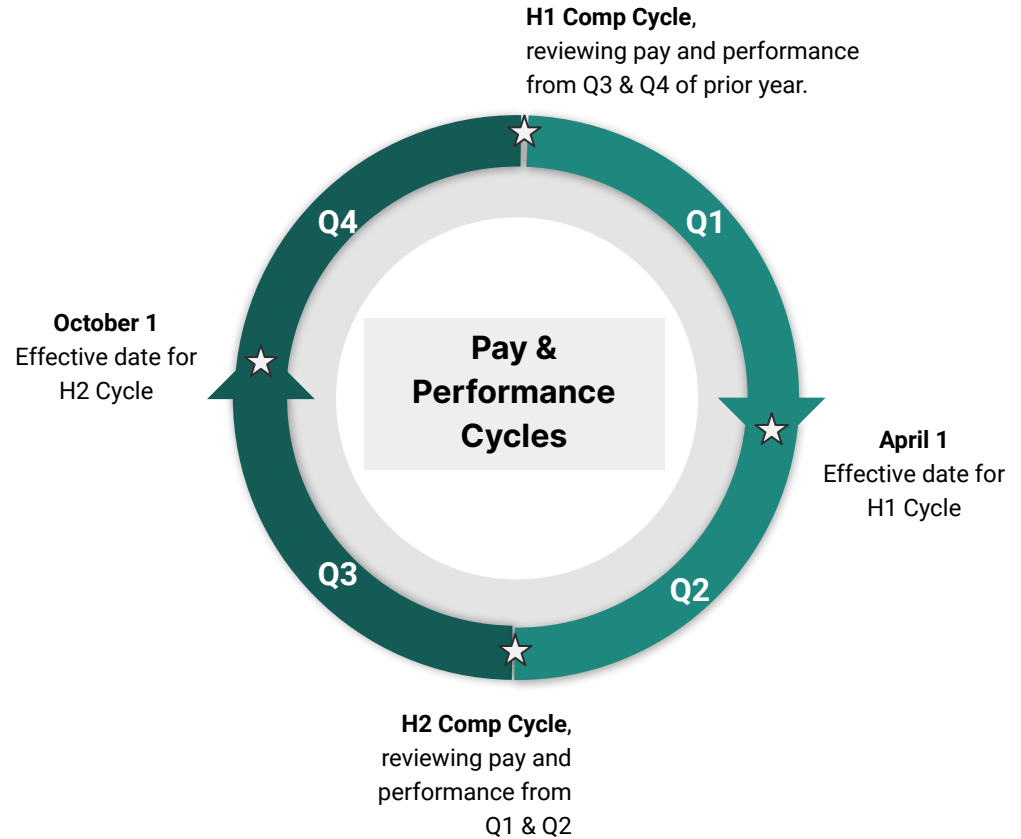 H1 Comp Cycle,
reviewing pay and performance
from Q3 & Q4 of prior year.
Q4
Q1
October 1
Effective date for
H2 Cycle
Pay &
Performance
Cycles
April 1
Effective date for
H1 Cycle
Q3
Q2
H2 Comp Cycle,
reviewing pay and
performance from
Q1 & Q2